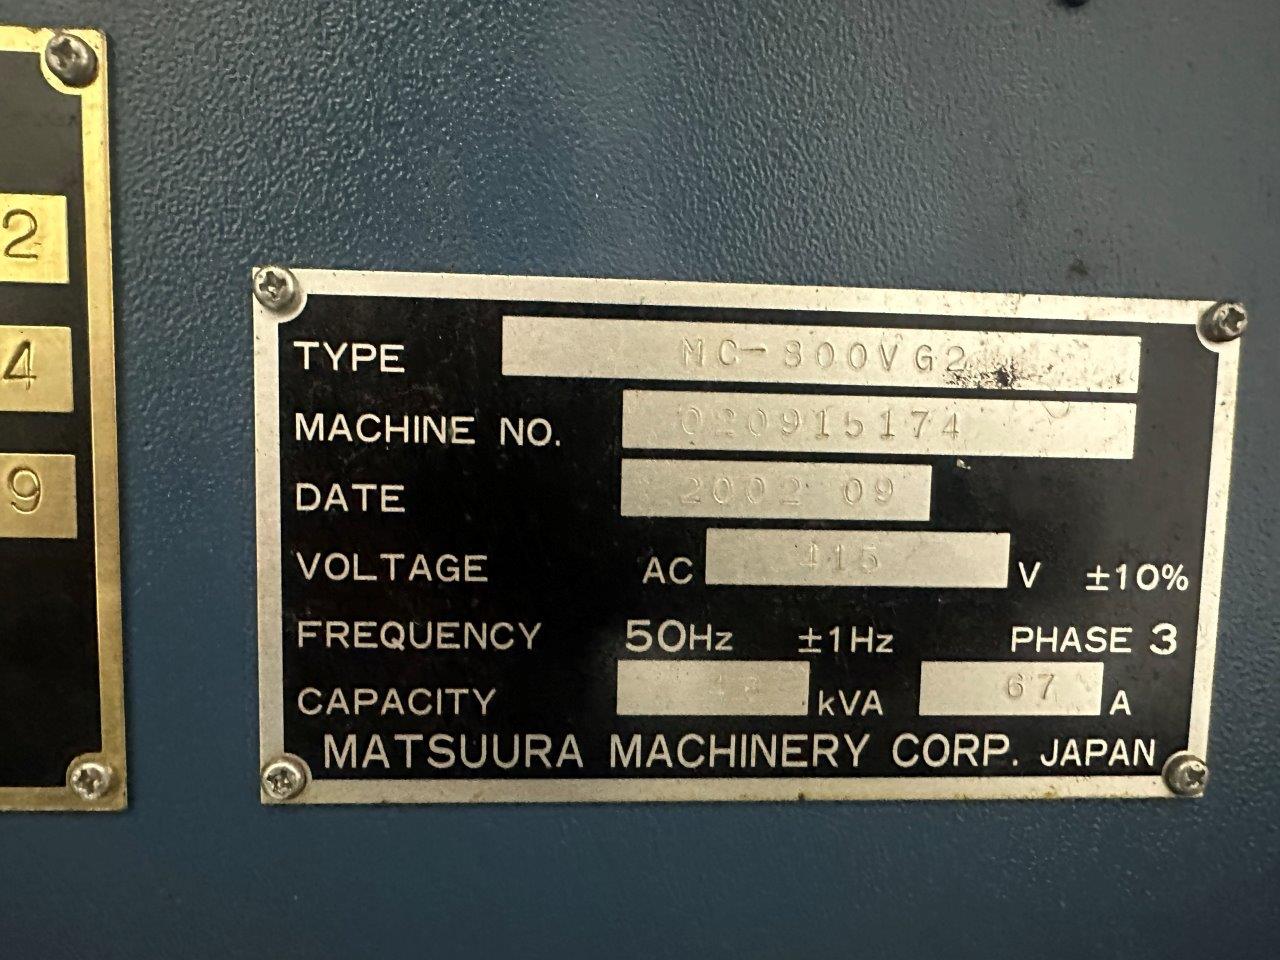 2
4
9
TYPE MC-800VG2
MACHINE NO. 020915174
DATE 2002 09
VOLTAGE AC 415 V ±10%
FREQUENCY 50Hz ±1Hz PHASE 3
CAPACITY kVA 67 A
MATSUURA MACHINERY CORP. JAPAN